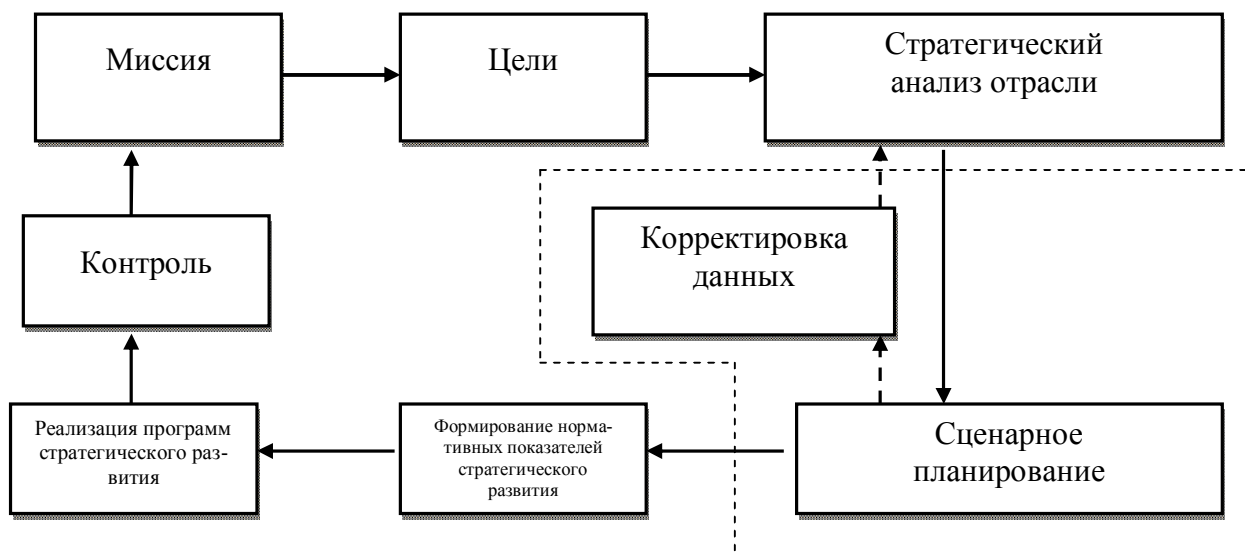 Миссия
Цели
Стратегический
анализ отрасли
Контроль
Корректировка
данных
Реализация программ
стратегического раз-
вития
Формирование норма-
тивных показателей
стратегического
развития
Сценарное
планирование